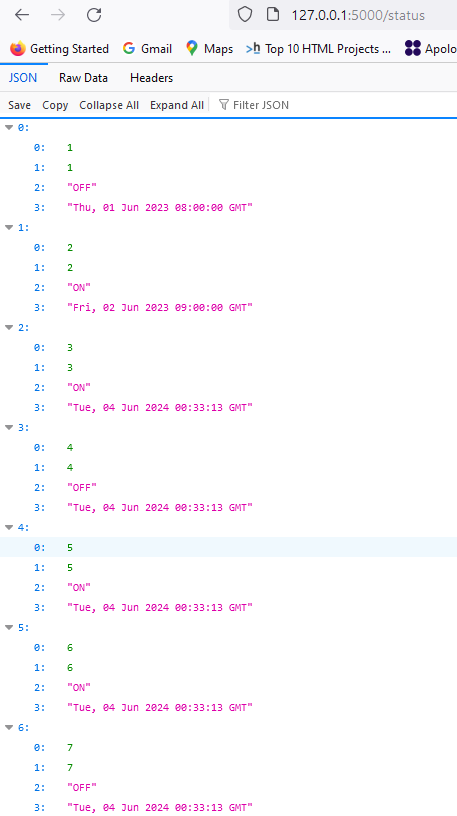 127.0.0.1:5000/status
Getting Started Gmail Maps >h Top 10 HTML Projects ... Apolo
JSON Raw Data Headers
Save Copy Collapse All Expand All Filter JSON
0:
0: 1
1: 1
2: "OFF"
3: "Thu, 01 Jun 2023 08:00:00 GMT"
1:
0: 2
1: 2
2: "ON"
3: "Fri, 02 Jun 2023 09:00:00 GMT"
2:
0: 3
1: 3
2: "ON"
3: "Tue, 04 Jun 2024 00:33:13 GMT"
3:
0: 4
1: 4
2: "OFF"
3: "Tue, 04 Jun 2024 00:33:13 GMT"
4:
0: 5
1: 5
2: "ON"
3: "Tue, 04 Jun 2024 00:33:13 GMT"
5:
0: 6
1: 6
2: "ON"
3: "Tue, 04 Jun 2024 00:33:13 GMT"
6:
0: 7
1: 7
2: "OFF"
3: "Tue, 04 Jun 2024 00:33:13 GMT"